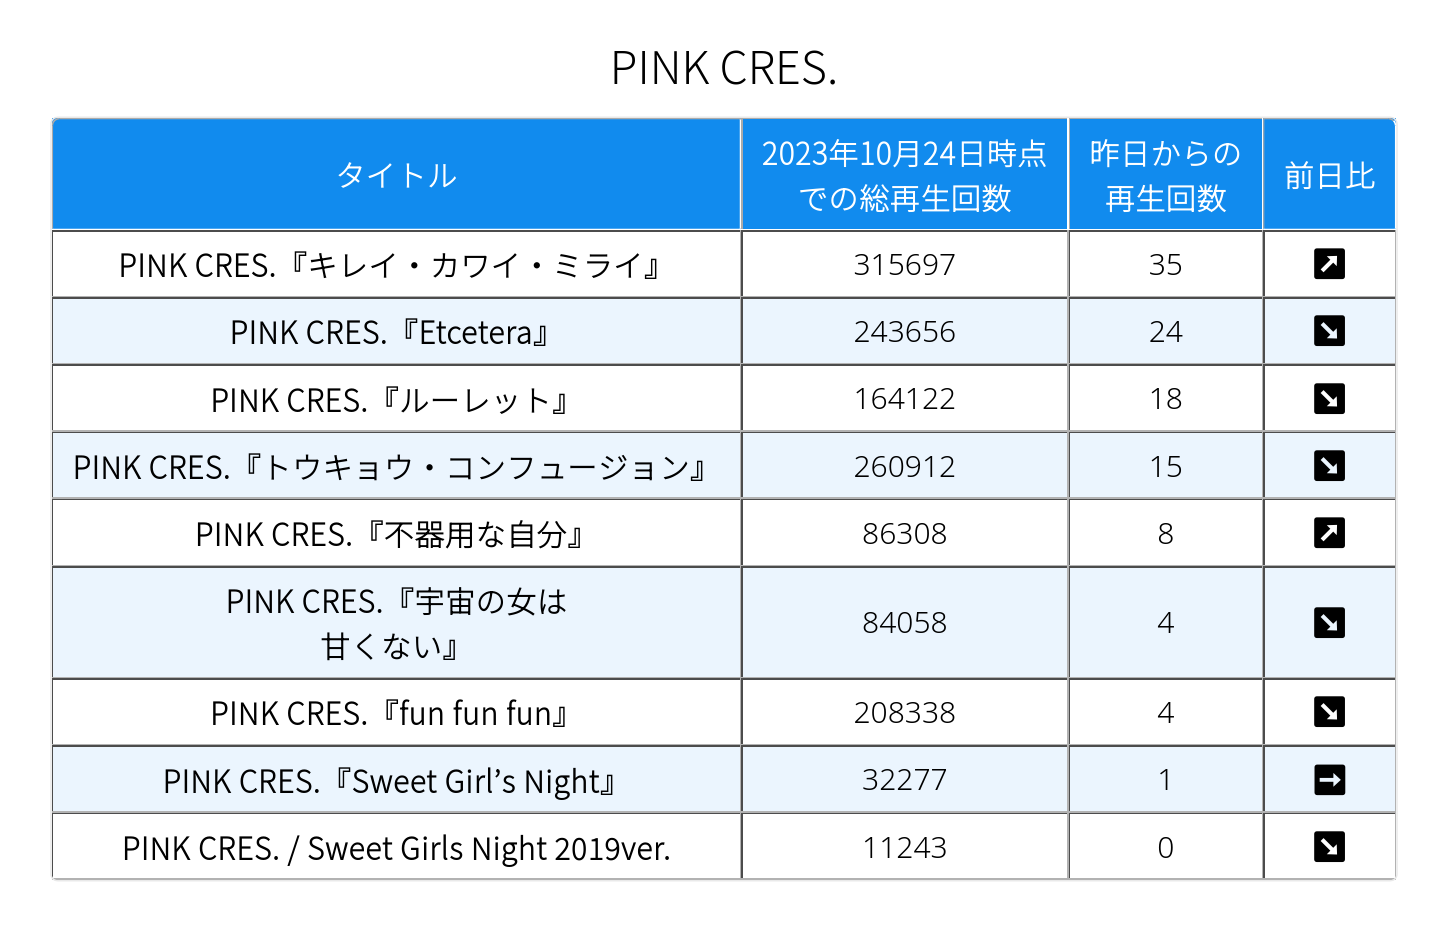 PINK CRES.
タイトル 2023年10月24日時点での総再生回数 昨日からの再生回数 前日比
PINK CRES.『キレイ・カワイ・ミライ』 315697 35 ↗
PINK CRES.『Etcetera』 243656 24 ↘
PINK CRES.『ルーレット』 164122 18 ↘
PINK CRES.『トウキョウ・コンフュージョン』 260912 15 ↘
PINK CRES.『不器用な自分』 86308 8 ↗
PINK CRES.『宇宙の女は甘くない』 84058 4 ↘
PINK CRES.『fun fun fun』 208338 4 ↘
PINK CRES.『Sweet Girl’s Night』 32277 1 →
PINK CRES. / Sweet Girls Night 2019ver. 11243 0 ↘